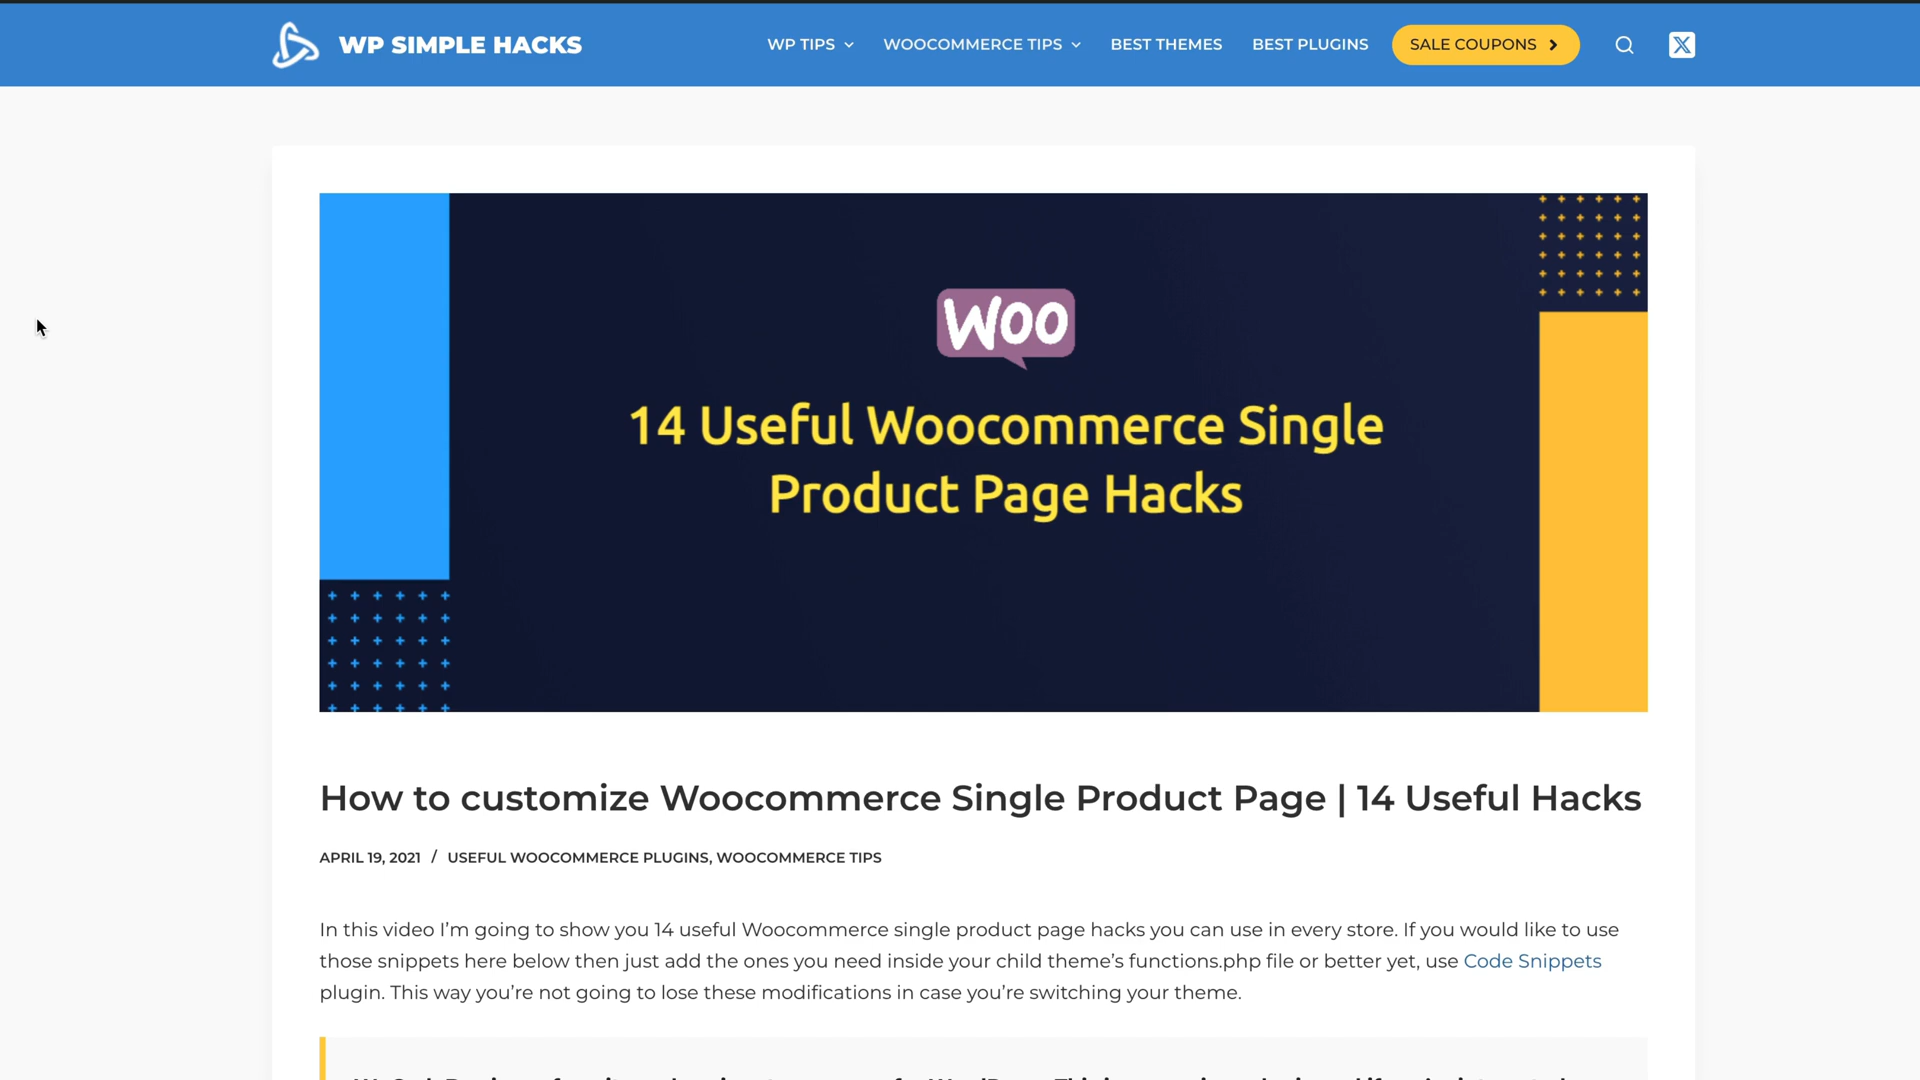 WP SIMPLE HACKS
WP TIPS
WOOCOMMERCE TIPS
BEST THEMES
BEST PLUGINS
SALE COUPONS
WOO
14 Useful Woocommerce Single
Product Page Hacks
How to customize Woocommerce Single Product Page | 14 Useful Hacks
APRIL 19, 2021 / USEFUL WOOCOMMERCE PLUGINS, WOOCOMMERCE TIPS
In this video I’m going to show you 14 useful Woocommerce single product page hacks you can use in every store. If you would like to use
those snippets here below then just add the ones you need inside your child theme’s functions.php file or better yet, use Code Snippets
plugin. This way you’re not going to lose these modifications in case you’re switching your theme.